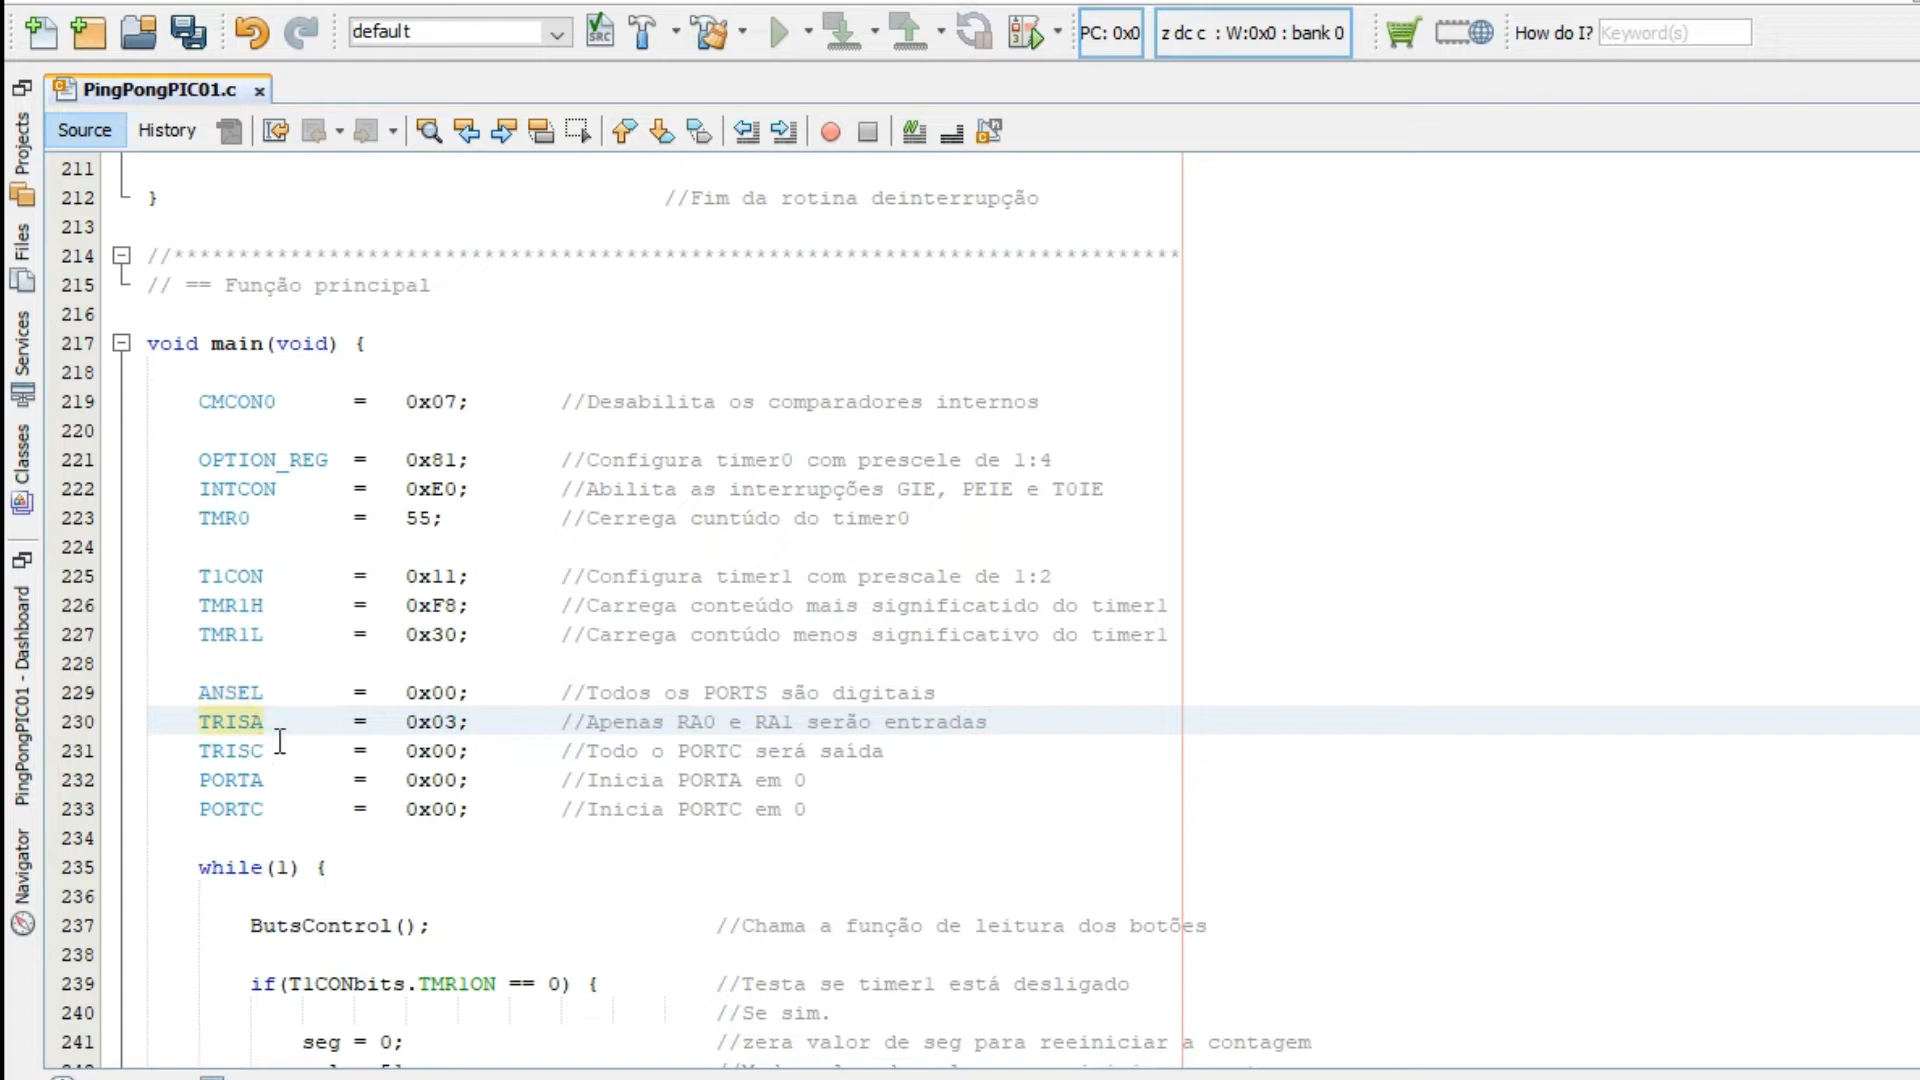 default
PC: 0x0
z dc c : W:0x0 : bank 0
How do I?
Keyword(s)
PingPongPIC01.c
Source
History
Projects
Files
Services
Classes
PingPongPIC01 - Dashboard
Navigator
211
212 } //Fim da rotina deinterrupção
213
214 //******************************************************************************
215 // == Função principal
216
217 void main(void) {
218
219 CMCON0 = 0x07; //Desabilita os comparadores internos
220
221 OPTION_REG = 0x81; //Configura timer0 com prescele de 1:4
222 INTCON = 0xE0; //Abilita as interrupções GIE, PEIE e T0IE
223 TMR0 = 55; //Cerrega cuntúdo do timer0
224
225 T1CON = 0x11; //Configura timer1 com prescale de 1:2
226 TMR1H = 0xF8; //Carrega conteúdo mais significatido do timer1
227 TMR1L = 0x30; //Carrega contúdo menos significativo do timer1
228
229 ANSEL = 0x00; //Todos os PORTS são digitais
230 TRISA = 0x03; //Apenas RA0 e RA1 serão entradas
231 TRISC = 0x00; //Todo o PORTC será saída
232 PORTA = 0x00; //Inicia PORTA em 0
233 PORTC = 0x00; //Inicia PORTC em 0
234
235 while(1) {
236
237 ButsControl(); //Chama a função de leitura dos botões
238
239 if(T1CONbits.TMR1ON == 0) { //Testa se timer1 está desligado
240 //Se sim.
241 seg = 0; //zera valor de seg para reeiniciar a contagem